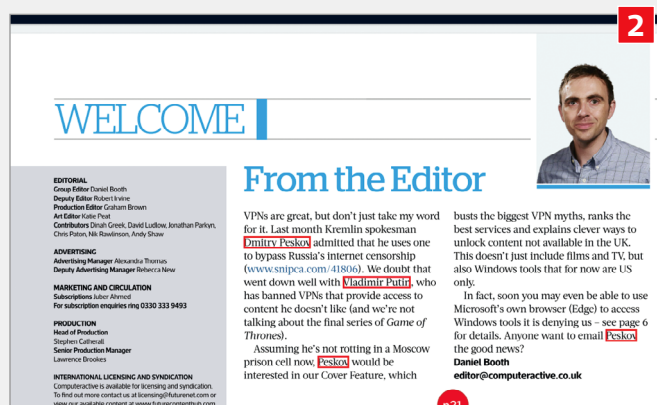 2
WELCOME
EDITORIAL
Group Editor Daniel Booth
Deputy Editor Robert Irvine
Production Editor Graham Brown
Art Editor Katie Peat
Contributors Dinah Greek, David Ludlow, Jonathan Parkyn,
Chris Paton, Nik Rawlinson, Andy Shaw
ADVERTISING
Advertising Manager Alexandra Thomas
Deputy Advertising Manager Rebecca New
MARKETING AND CIRCULATION
Subscriptions Juber Ahmed
For subscription enquiries ring 0330 333 9493
PRODUCTION
Head of Production
Stephen Catherall
Senior Production Manager
Lawrence Brookes
INTERNATIONAL LICENSING AND SYNDICATION
Computeractive is available for licensing and syndication.
To find out more contact us at licensing@futurenet.com or
view our available content at www.futurecontenthub.com
From the Editor
VPNs are great, but don't just take my word
for it. Last month Kremlin spokesman
Dmitry Peskov admitted that he uses one
to bypass Russia's internet censorship
(www.snipca.com/41806). We doubt that
went down well with Vladimir Putin, who
has banned VPNs that provide access to
content he doesn't like (and we're not
talking about the final series of Game of
Thrones).
Assuming he's not rotting in a Moscow
prison cell now, Peskov would be
interested in our Cover Feature, which
busts the biggest VPN myths, ranks the
best services and explains clever ways to
unlock content not available in the UK.
This doesn't just include films and TV, but
also Windows tools that for now are US
only.
In fact, soon you may even be able to use
Microsoft's own browser (Edge) to access
Windows tools it is denying us – see page 6
for details. Anyone want to email Peskov
the good news?
Daniel Booth
editor@computeractive.co.uk
p21